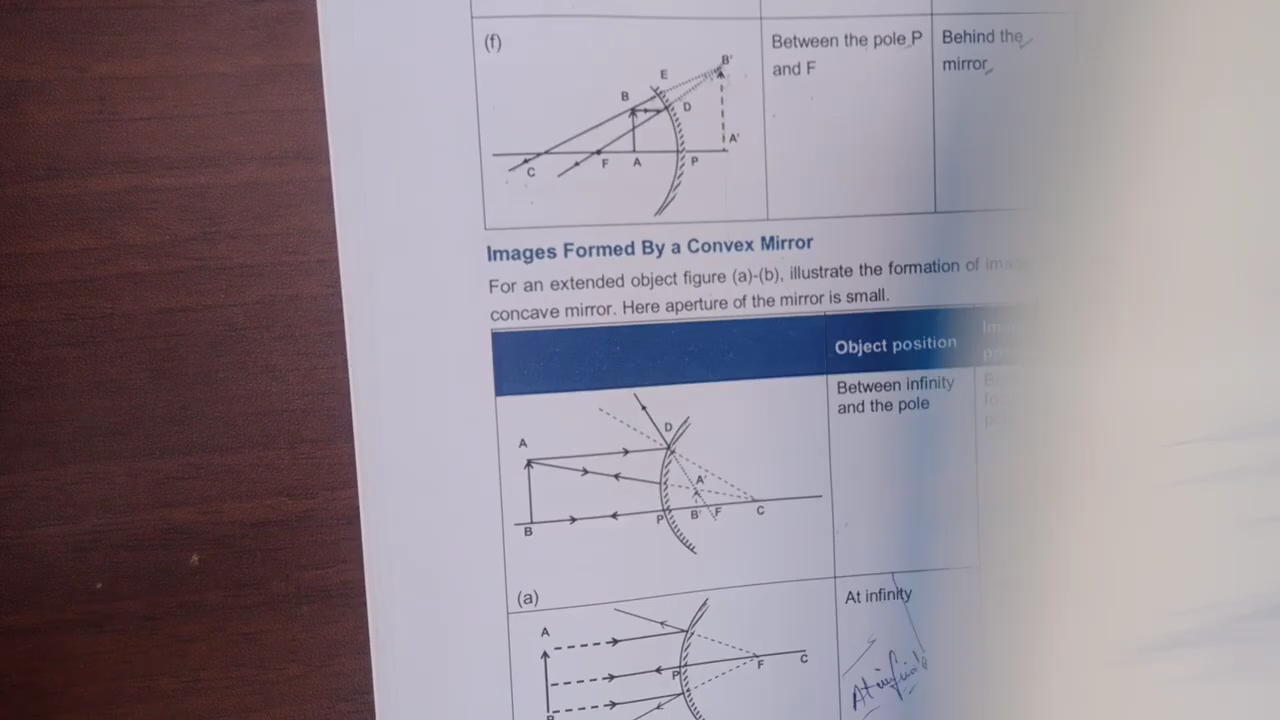 (f)
Between the pole P
and F
Behind the
mirror
B'
E
B
D
A'
F
A
P
C
Images Formed By a Convex Mirror
For an extended object figure (a)-(b), illustrate the formation of
concave mirror. Here aperture of the mirror is small.
Object position
Between infinity
and the pole
D
A
A'
P
B'
F
C
B
(a)
At infinity
A
P
F
C
B
At